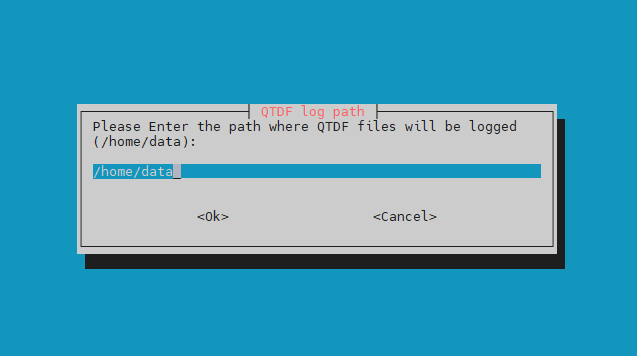 QTDF log path
Please Enter the path where QTDF files will be logged
(/home/data):
/home/data_
<Ok> <Cancel>